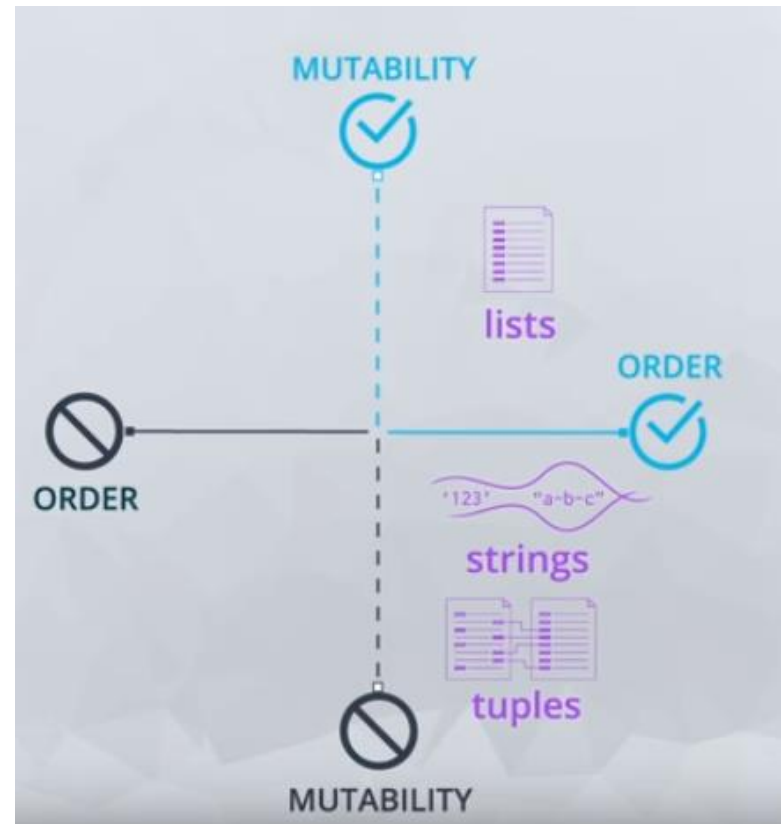 MUTABILITY
lists
ORDER
ORDER
'123' "a-b-c"
strings
tuples
MUTABILITY